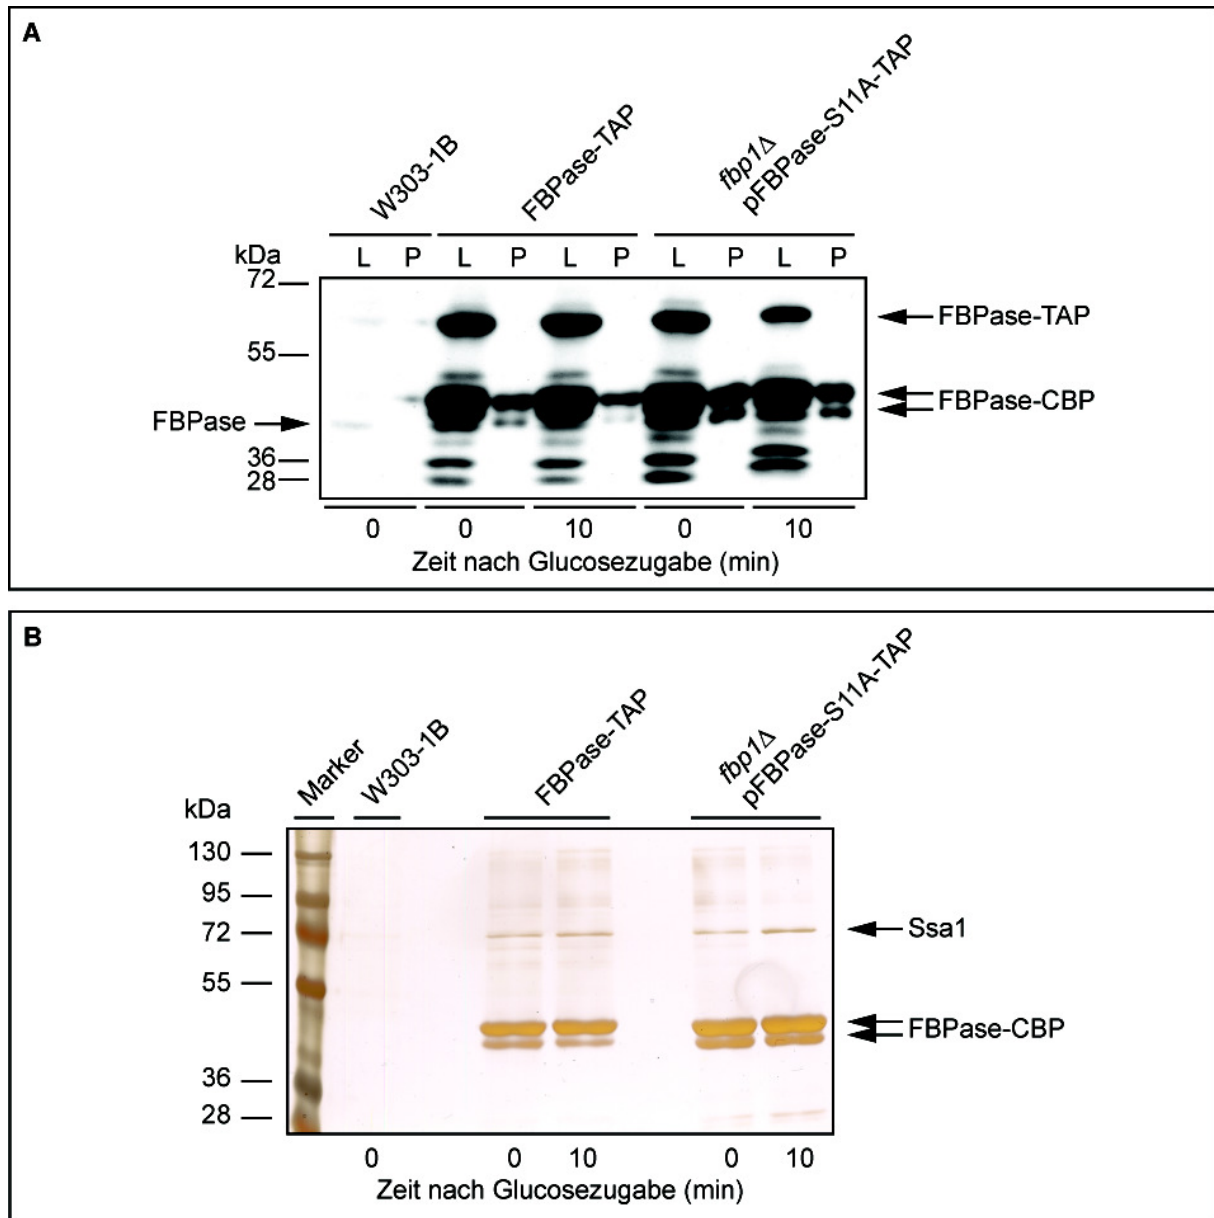 A
W303-1B
FBPase-TAP
fbp1Δ
pFBPase-S11A-TAP
kDa
L P L P L P L P L P
72
FBPase-TAP
55
FBPase-CBP
FBPase
36
28
0 0 10 0 10
Zeit nach Glucosezugabe (min)
B
Marker
W303-1B
FBPase-TAP
fbp1Δ
pFBPase-S11A-TAP
kDa
130
95
72
Ssa1
55
FBPase-CBP
36
28
0 0 10 0 10
Zeit nach Glucosezugabe (min)